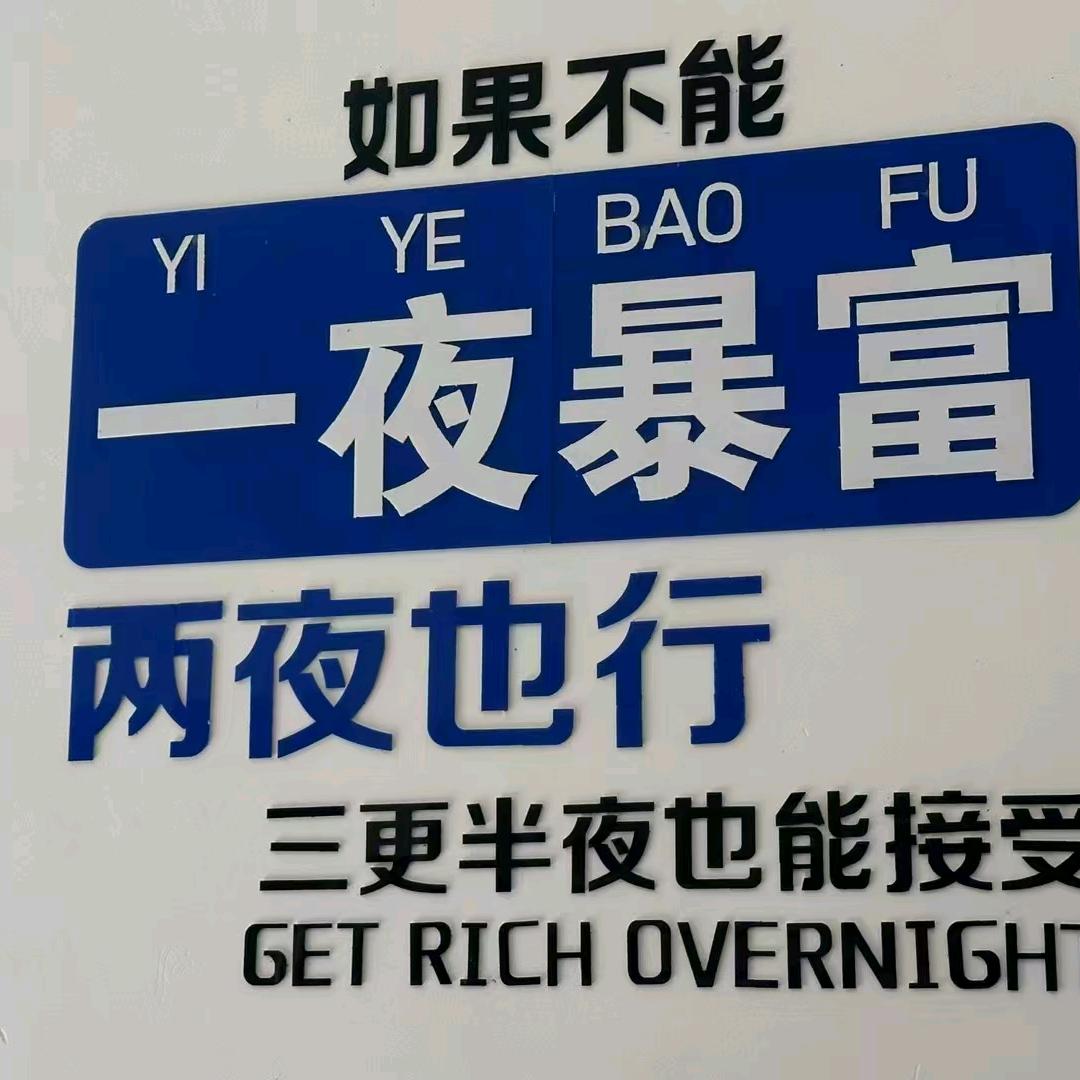 如果不能
YI YE BAO FU
一夜暴富
两夜也行
三更半夜也能接受
GET RICH OVERNIGHT